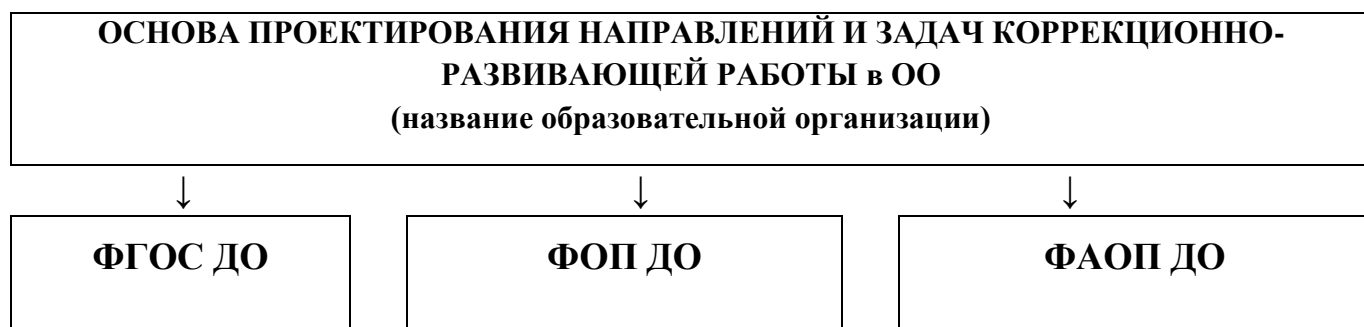 ОСНОВА ПРОЕКТИРОВАНИЯ НАПРАВЛЕНИЙ И ЗАДАЧ КОРРЕКЦИОННО-
РАЗВИВАЮЩЕЙ РАБОТЫ в ОО
(название образовательной организации)
↓ ↓ ↓
ФГОС ДО ФОП ДО ФАОП ДО